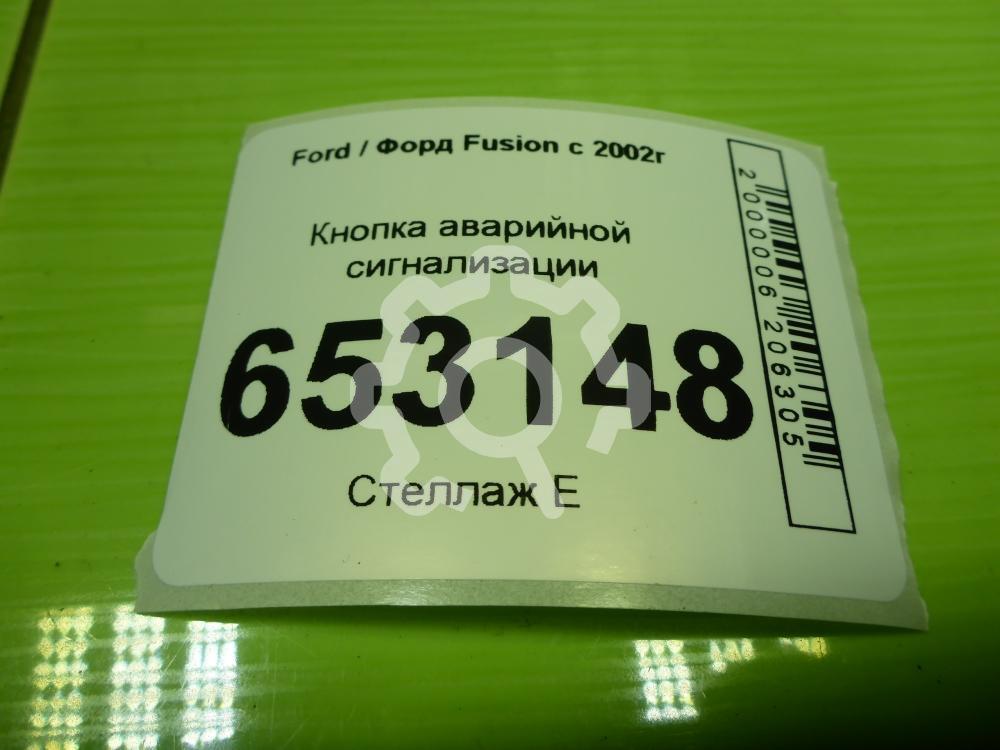 Ford / Форд Fusion с 2002г
Кнопка аварийной
сигнализации
653148
Стеллаж Е
2000006206305